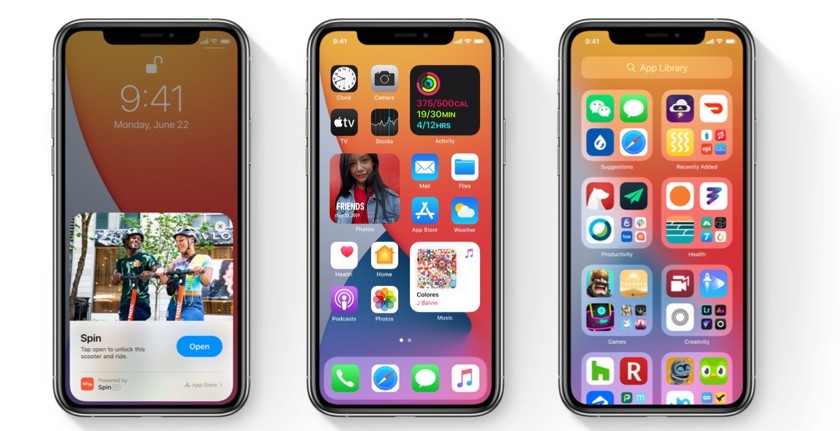 9:41
Monday, June 22
Spin
Tap open to unlock this
scooter and ride.
Open
Powered by
Spin
App Store >
9:41
Clock
Camera
375/500CAL
19/30MIN
4/12HRS
tv
TV
Stocks
Activity
FRIENDS
Photos
Mail
Files
App Store
Weather
Health
Home
Colores
J Balvin
Podcasts
Photos
Music
9:41
App Library
Suggestions
Recently Added
Productivity
Health
Games
Creativity
R